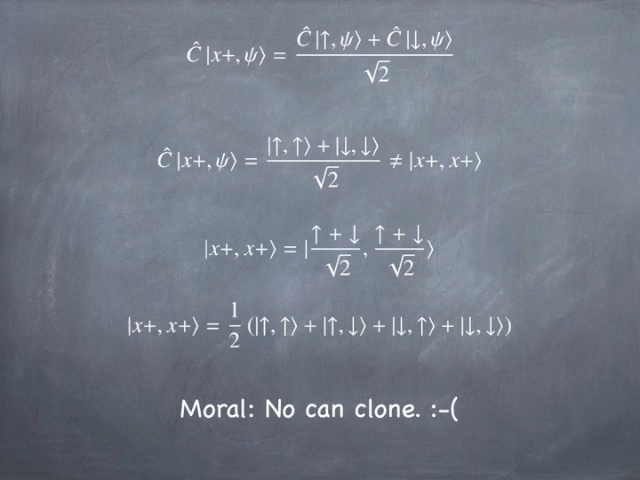 Ĉ |x+, ψ⟩ = (Ĉ |↑, ψ⟩ + Ĉ |↓, ψ⟩) / √2
Ĉ |x+, ψ⟩ = (|↑, ↑⟩ + |↓, ↓⟩) / √2 ≠ |x+, x+⟩
|x+, x+⟩ = |(↑ + ↓) / √2, (↑ + ↓) / √2⟩
|x+, x+⟩ = 1/2 (|↑, ↑⟩ + |↑, ↓⟩ + |↓, ↑⟩ + |↓, ↓⟩)
Moral: No can clone. :-(